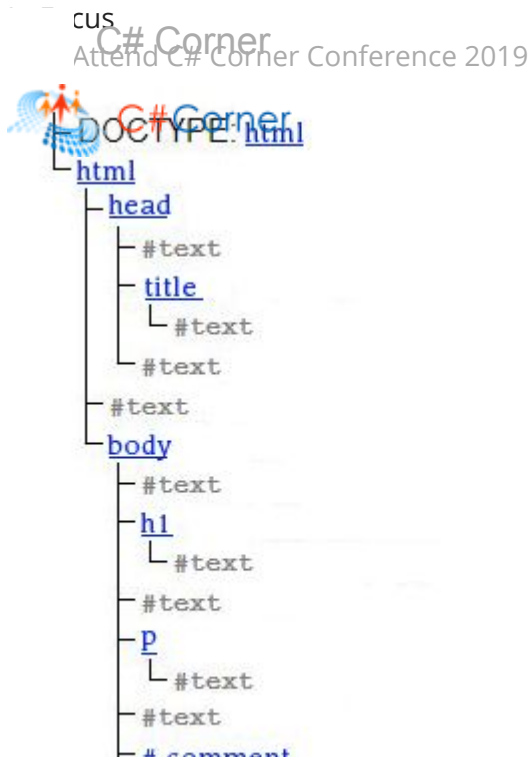 cus
C# Corner
Attend C# Corner Conference 2019
C# Corner
DOCTYPE: html
html
head
#text
title
#text
#text
#text
body
#text
h1
#text
#text
p
#text
#text
# comment